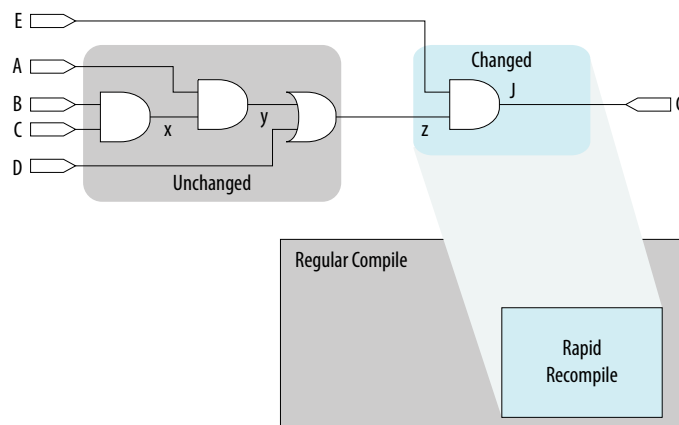 E
A
Changed
J
B
x
y
C
z
D
Unchanged
Regular Compile
Rapid
Recompile